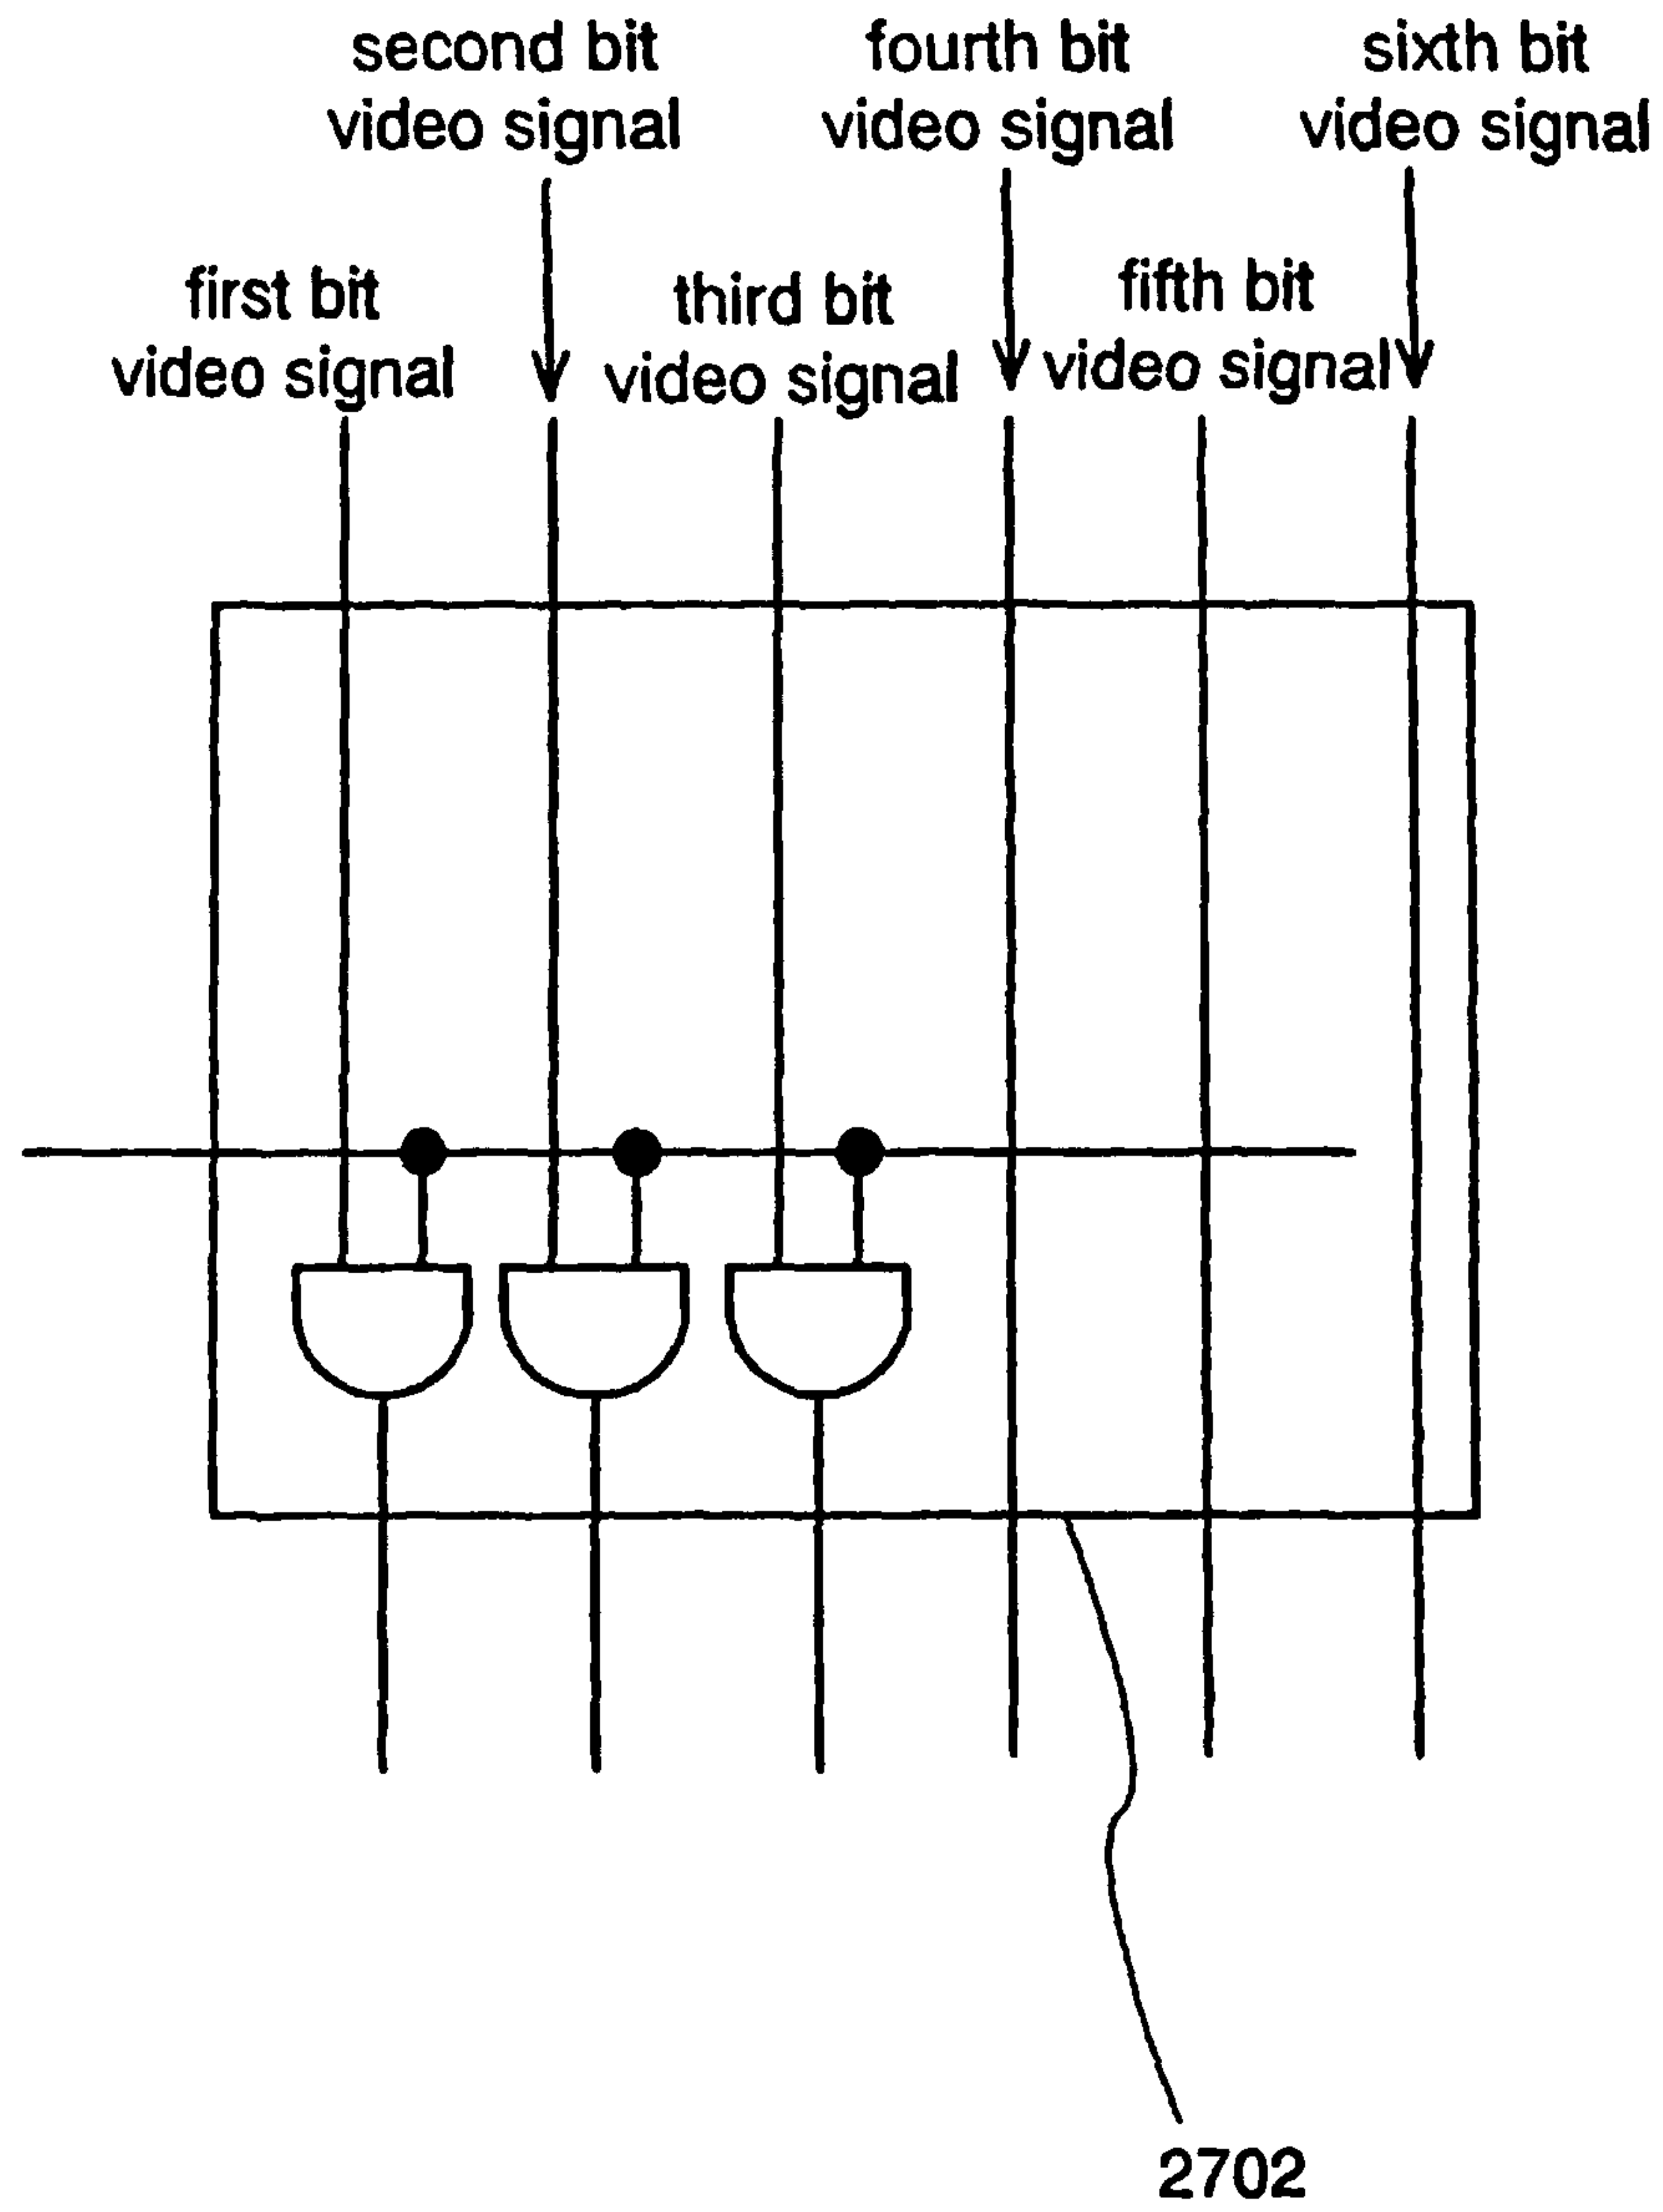 second bit
video signal
fourth bit
video signal
sixth bit
video signal
first bit
video signal
third bit
video signal
fifth bit
video signal
2702